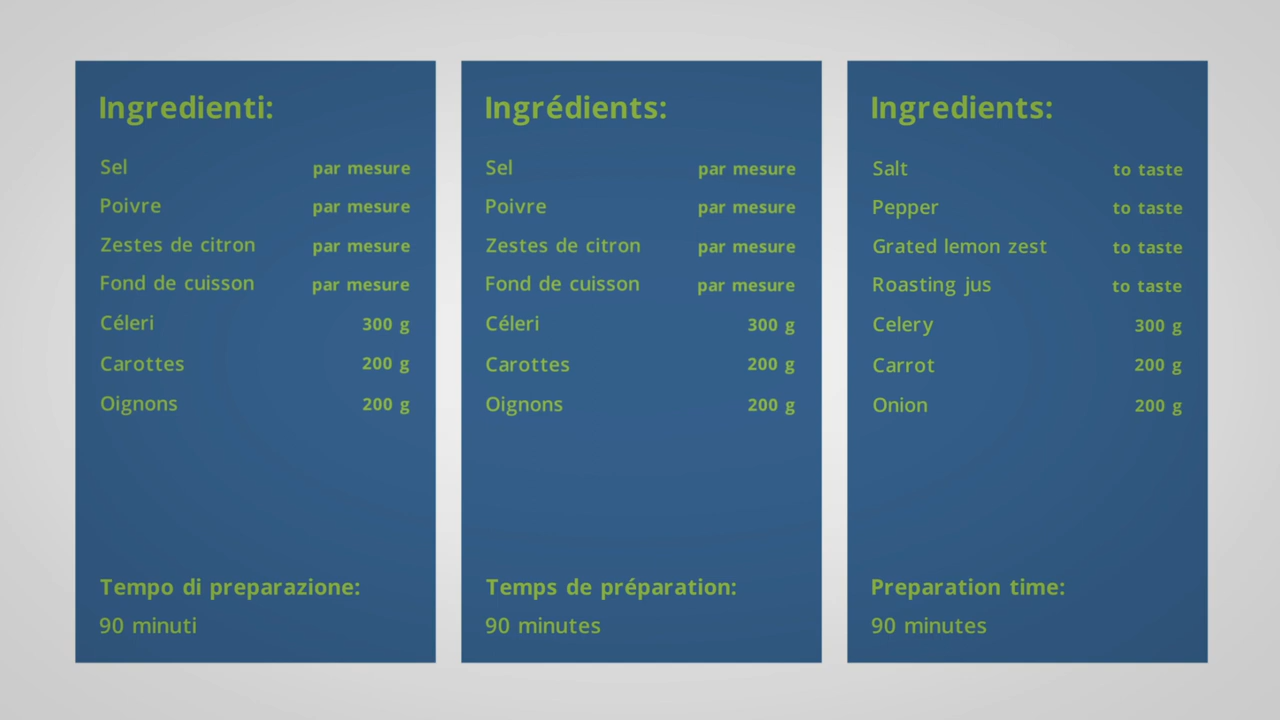 Ingredienti:
Sel par mesure
Poivre par mesure
Zestes de citron par mesure
Fond de cuisson par mesure
Céleri 300 g
Carottes 200 g
Oignons 200 g
Tempo di preparazione:
90 minuti
Ingrédients:
Sel par mesure
Poivre par mesure
Zestes de citron par mesure
Fond de cuisson par mesure
Céleri 300 g
Carottes 200 g
Oignons 200 g
Temps de préparation:
90 minutes
Ingredients:
Salt to taste
Pepper to taste
Grated lemon zest to taste
Roasting jus to taste
Celery 300 g
Carrot 200 g
Onion 200 g
Preparation time:
90 minutes